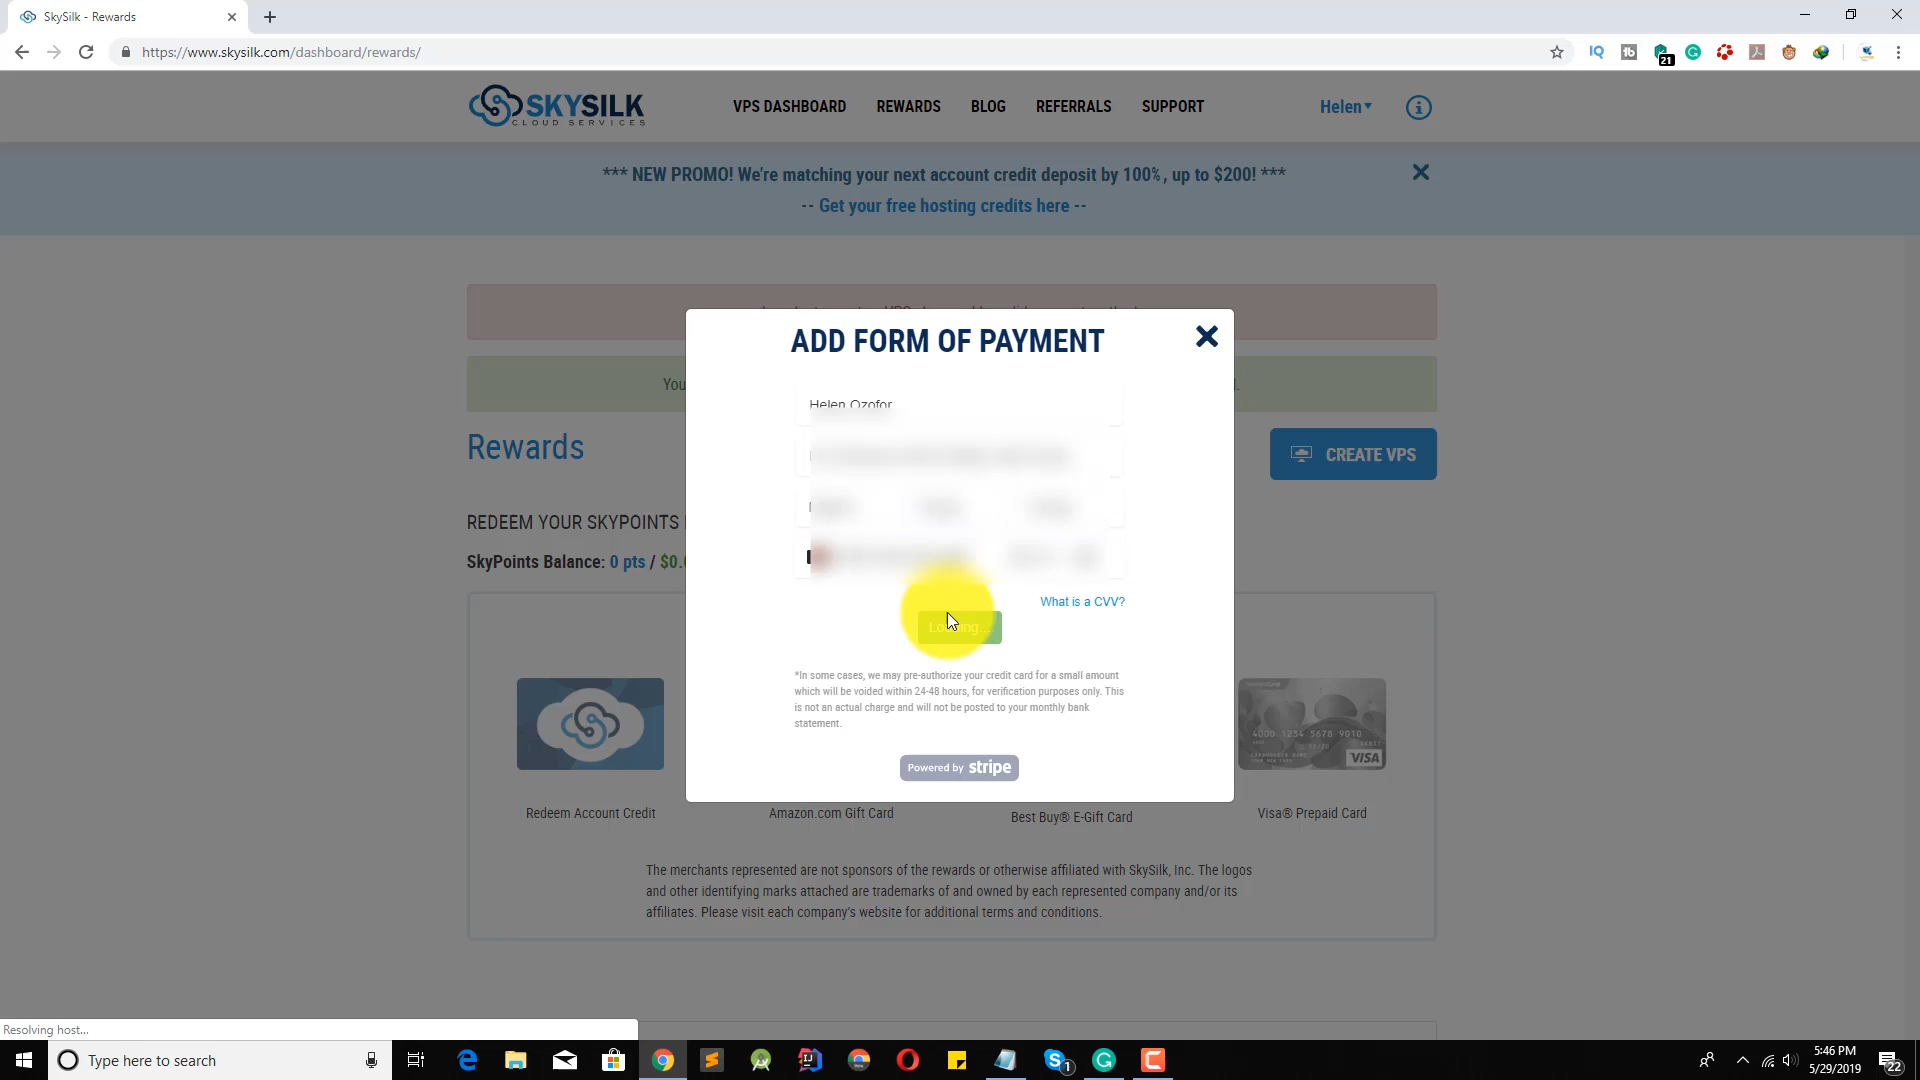 SkySilk - Rewards
https://www.skysilk.com/dashboard/rewards/
21
SKYSILK
CLOUD SERVICES
VPS DASHBOARD
REWARDS
BLOG
REFERRALS
SUPPORT
Helen
*** NEW PROMO! We're matching your next account credit deposit by 100%, up to $200! ***
-- Get your free hosting credits here --
ADD FORM OF PAYMENT
You
Helen Ozofor
Rewards
CREATE VPS
REDEEM YOUR SKYPOINTS
SkyPoints Balance: 0 pts / $0.
What is a CVV?
Loading...
*In some cases, we may pre-authorize your credit card for a small amount
which will be voided within 24-48 hours, for verification purposes only. This
is not an actual charge and will not be posted to your monthly bank
statement.
Powered by stripe
4000 1234 5678 9010
VISA
Redeem Account Credit
Amazon.com Gift Card
Best Buy® E-Gift Card
Visa® Prepaid Card
The merchants represented are not sponsors of the rewards or otherwise affiliated with SkySilk, Inc. The logos
and other identifying marks attached are trademarks of and owned by each represented company and/or its
affiliates. Please visit each company's website for additional terms and conditions.
Resolving host...
Type here to search
5:46 PM
5/29/2019
22